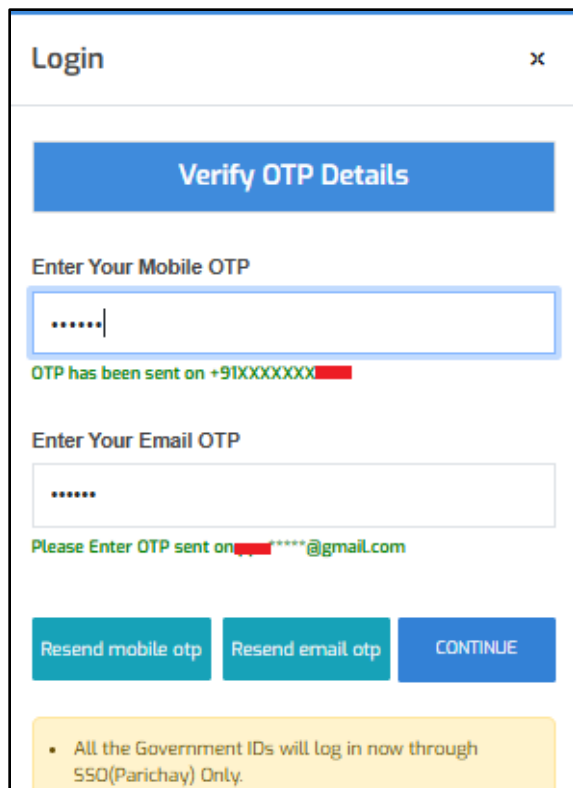 Login ×
Verify OTP Details
Enter Your Mobile OTP
••••••
OTP has been sent on +91XXXXXXX
Enter Your Email OTP
••••••
Please Enter OTP sent on *****@gmail.com
Resend mobile otp Resend email otp CONTINUE
• All the Government IDs will log in now through
SSO(Parichay) Only.